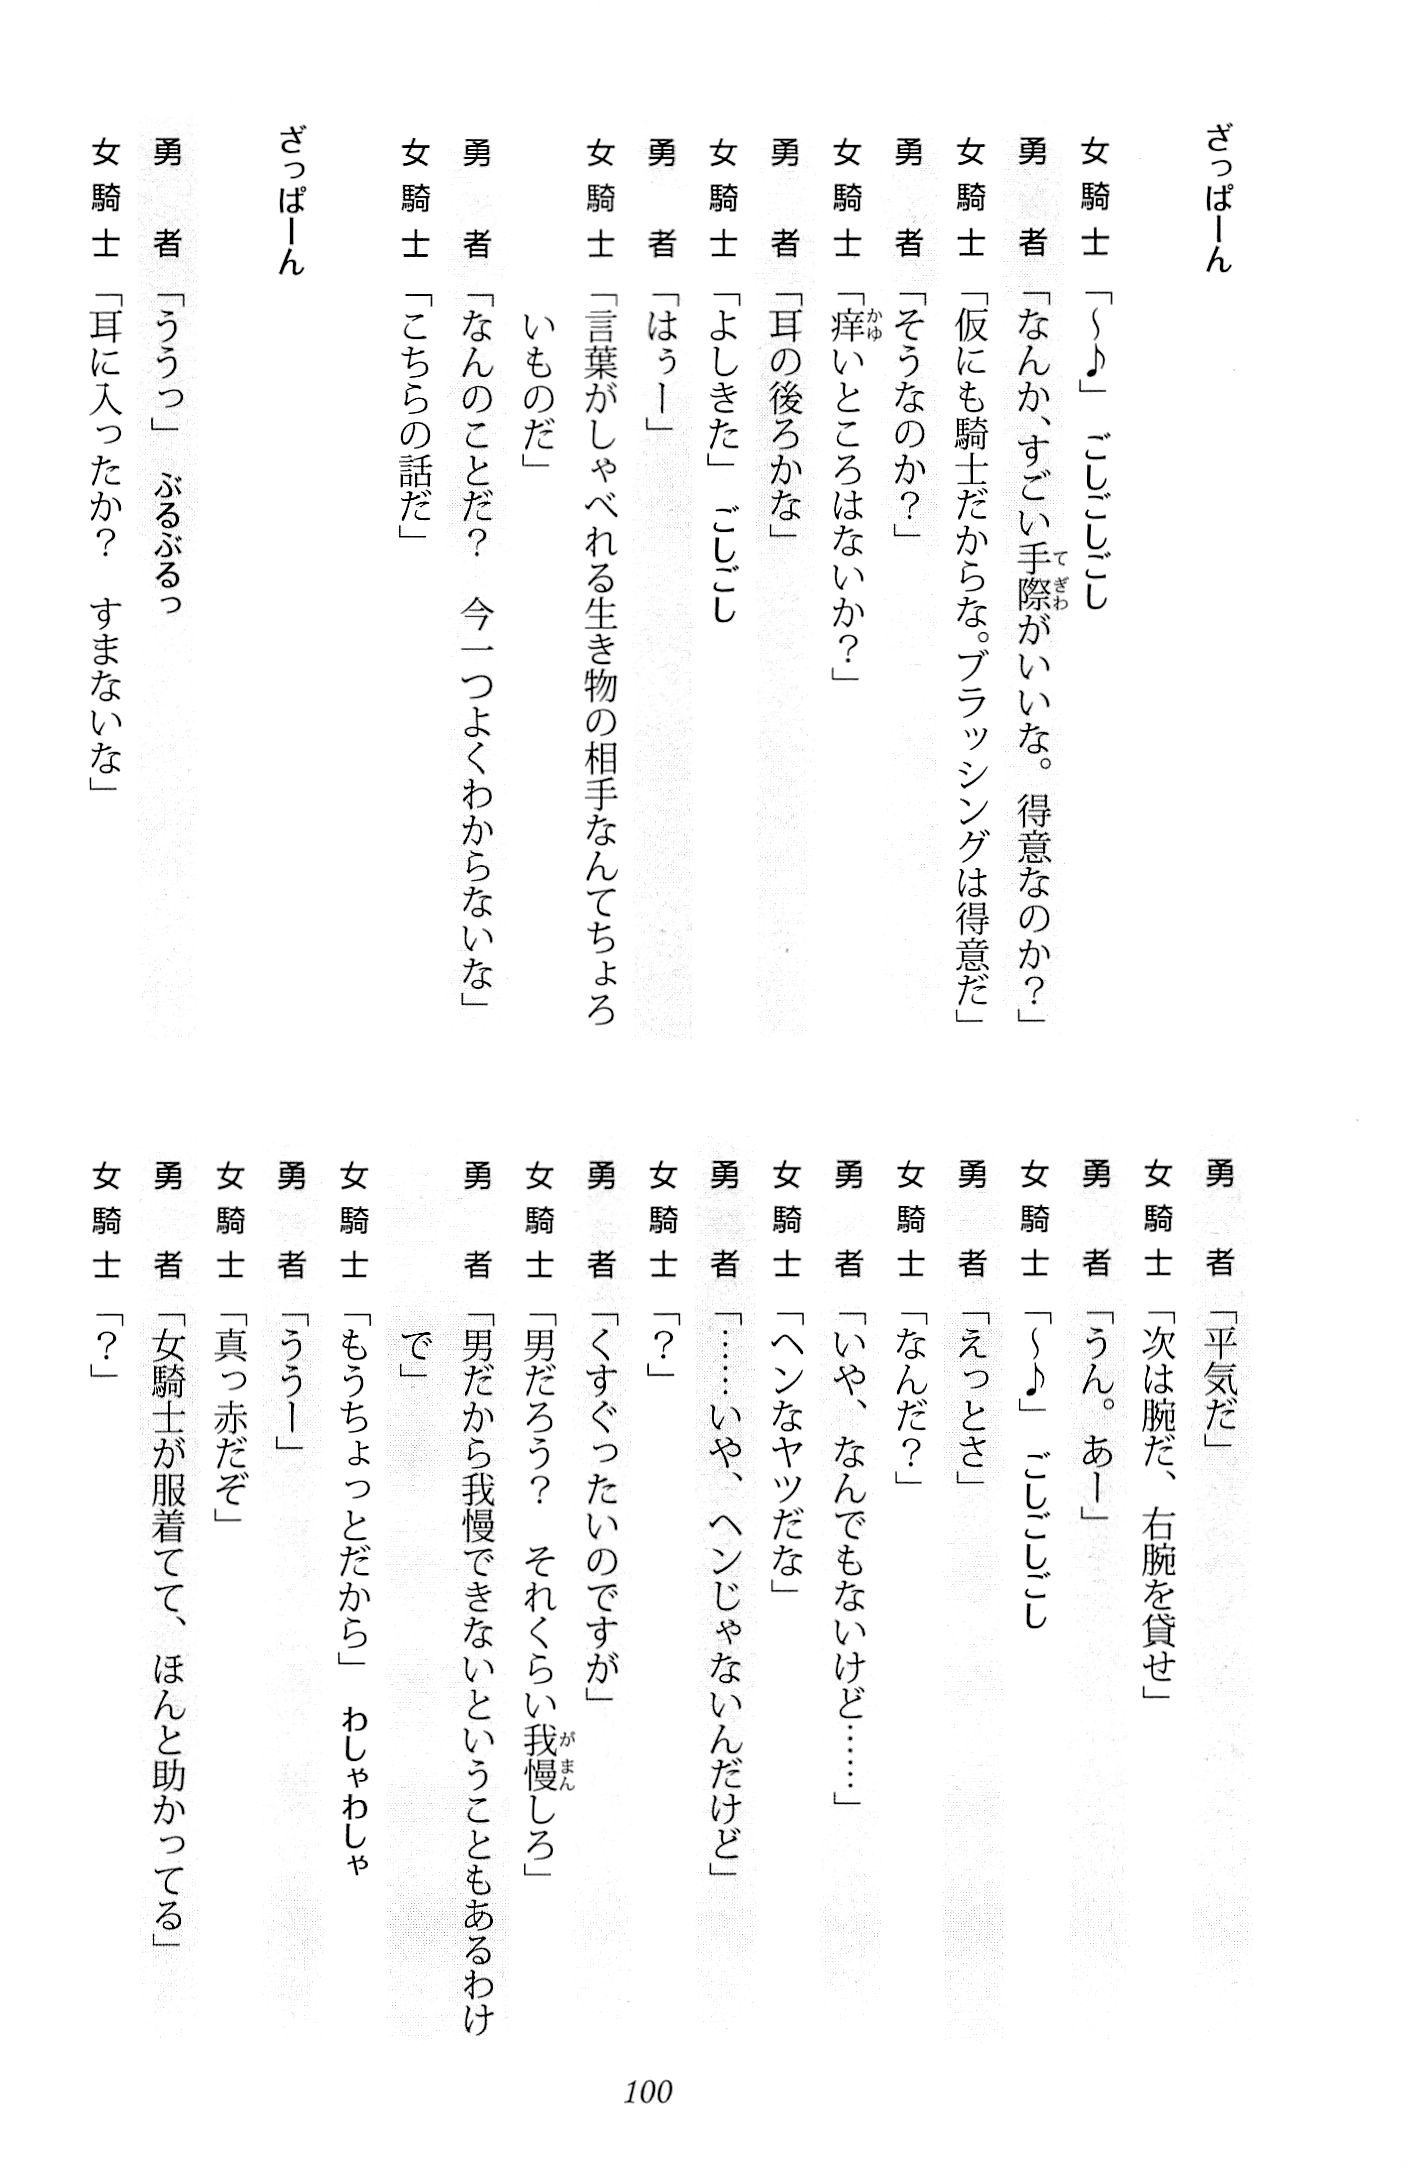 ざっぱーん
女騎士「～♪」　ごしごしごし
勇　者「なんか、すごい手際がいいな。得意なのか？」
女騎士「仮にも騎士だからな。ブラッシングは得意だ」
勇　者「そうなのか？」
女騎士「痒いところはないか？」
勇　者「耳の後ろかな」
女騎士「よしきた」　ごしごし
勇　者「はぅー」
女騎士「言葉がしゃべれる生き物の相手なんてちょろ
いものだ」
勇　者「なんのことだ？　今一つよくわからないな」
女騎士「こちらの話だ」
ざっぱーん
勇　者「ううっ」　ぶるぶるっ
女騎士「耳に入ったか？　すまないな」
勇　者「平気だ」
女騎士「次は腕だ、右腕を貸せ」
勇　者「うん。あー」
女騎士「～♪」　ごしごしごし
勇　者「えっとさ」
女騎士「なんだ？」
勇　者「いや、なんでもないけど……」
女騎士「ヘンなヤツだな」
勇　者「……いや、ヘンじゃないんだけど」
女騎士「？」
勇　者「くすぐったいのですが」
女騎士「男だろう？　それくらい我慢しろ」
勇　者「男だから我慢できないということもあるわけ
で」
女騎士「もうちょっとだから」　わしゃわしゃ
勇　者「うう―」
女騎士「真っ赤だぞ」
勇　者「女騎士が服着てて、ほんと助かってる」
女騎士「？」
100